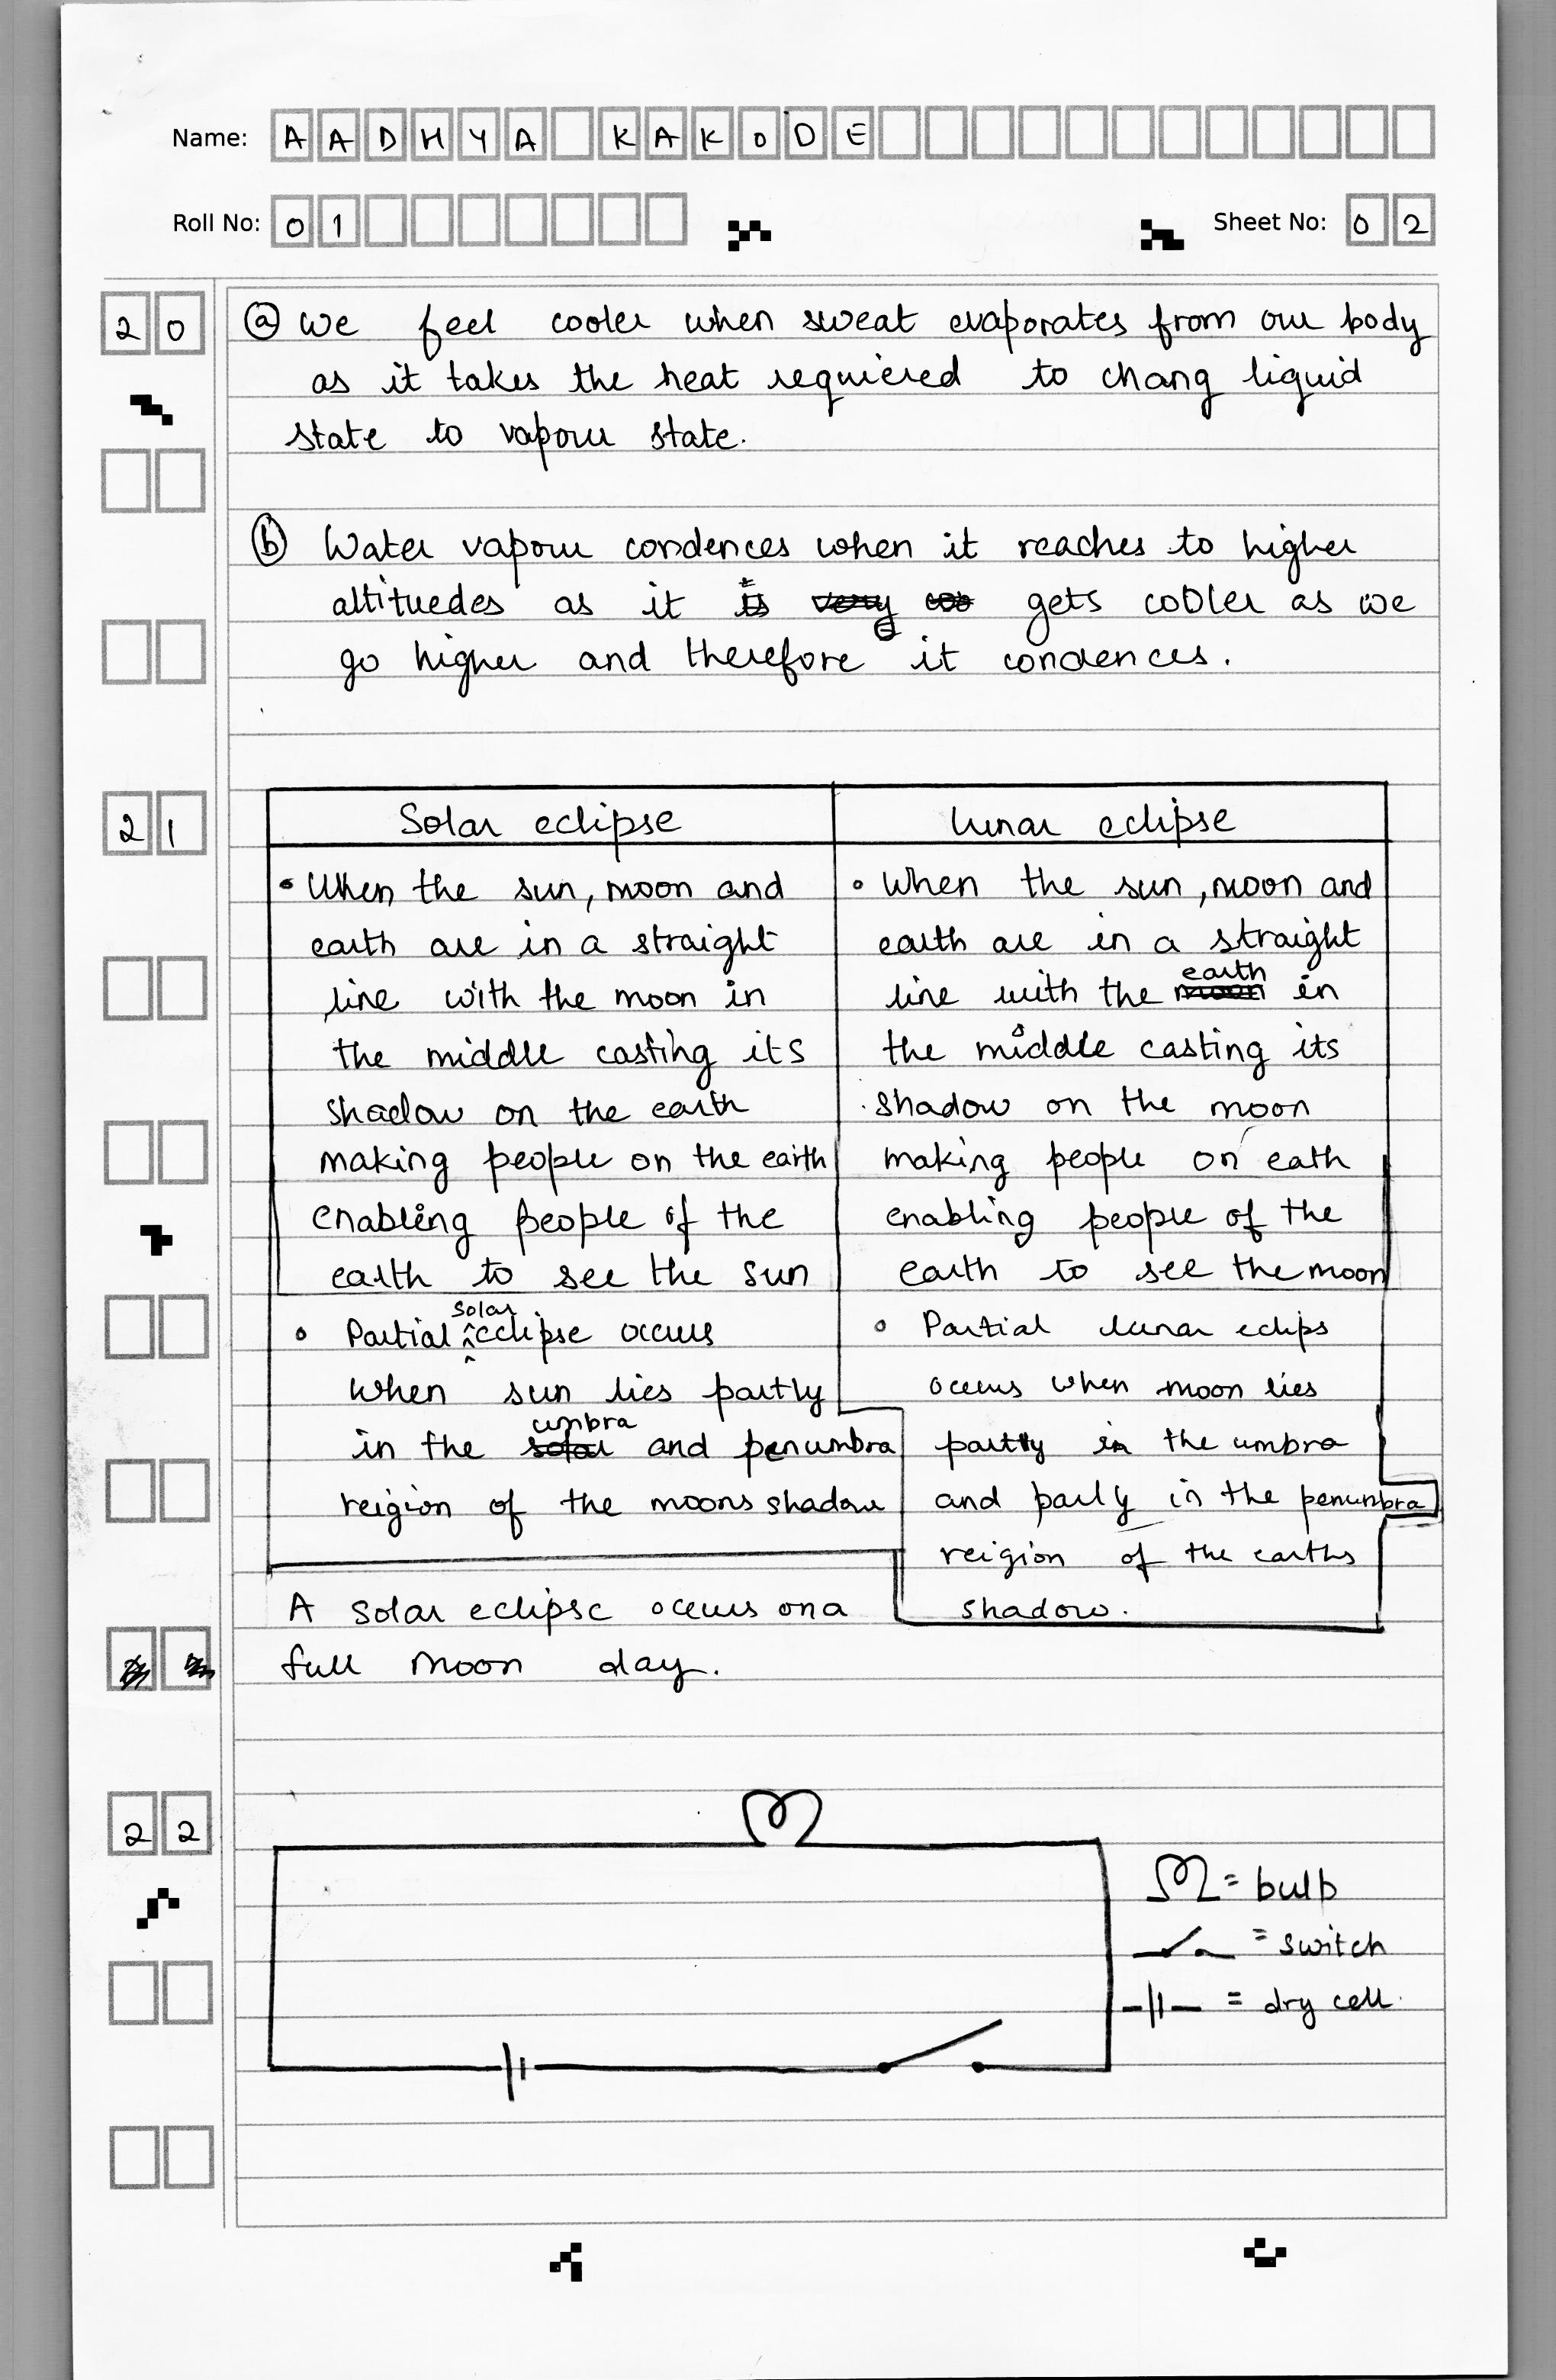 Name: AADHYA KAKODE
Roll No: 01
Sheet No: 02
20
(a) We feel cooler when sweat evaporates from our body
as it takes the heat requiered to chang liquid
state to vapour state.
(b) Water vapour condences when it reaches to higher
altituedes as it gets cooler as we
go higher and therefore it condences.
21
Solar eclipse
• When the sun, moon and
earth are in a straight
line with the moon in
the middle casting its
shadow on the earth
making people on the earth
enabling people of the
earth to see the sun
• Partial solar eclipse occurs
when sun lies partly
in the umbra and penumbra
reigion of the moons shadow
lunar eclipse
• When the sun, moon and
earth are in a straight
line with the earth in
the middle casting its
shadow on the moon
making people on eath
enabling people of the
earth to see the moon
• Partial lunar eclips
occurs when moon lies
partly in the umbra
and parly in the penumbra
reigion of the earths
shadow.
A solar eclipse occurs on a
full moon day.
22
= bulb
= switch
= dry cell.